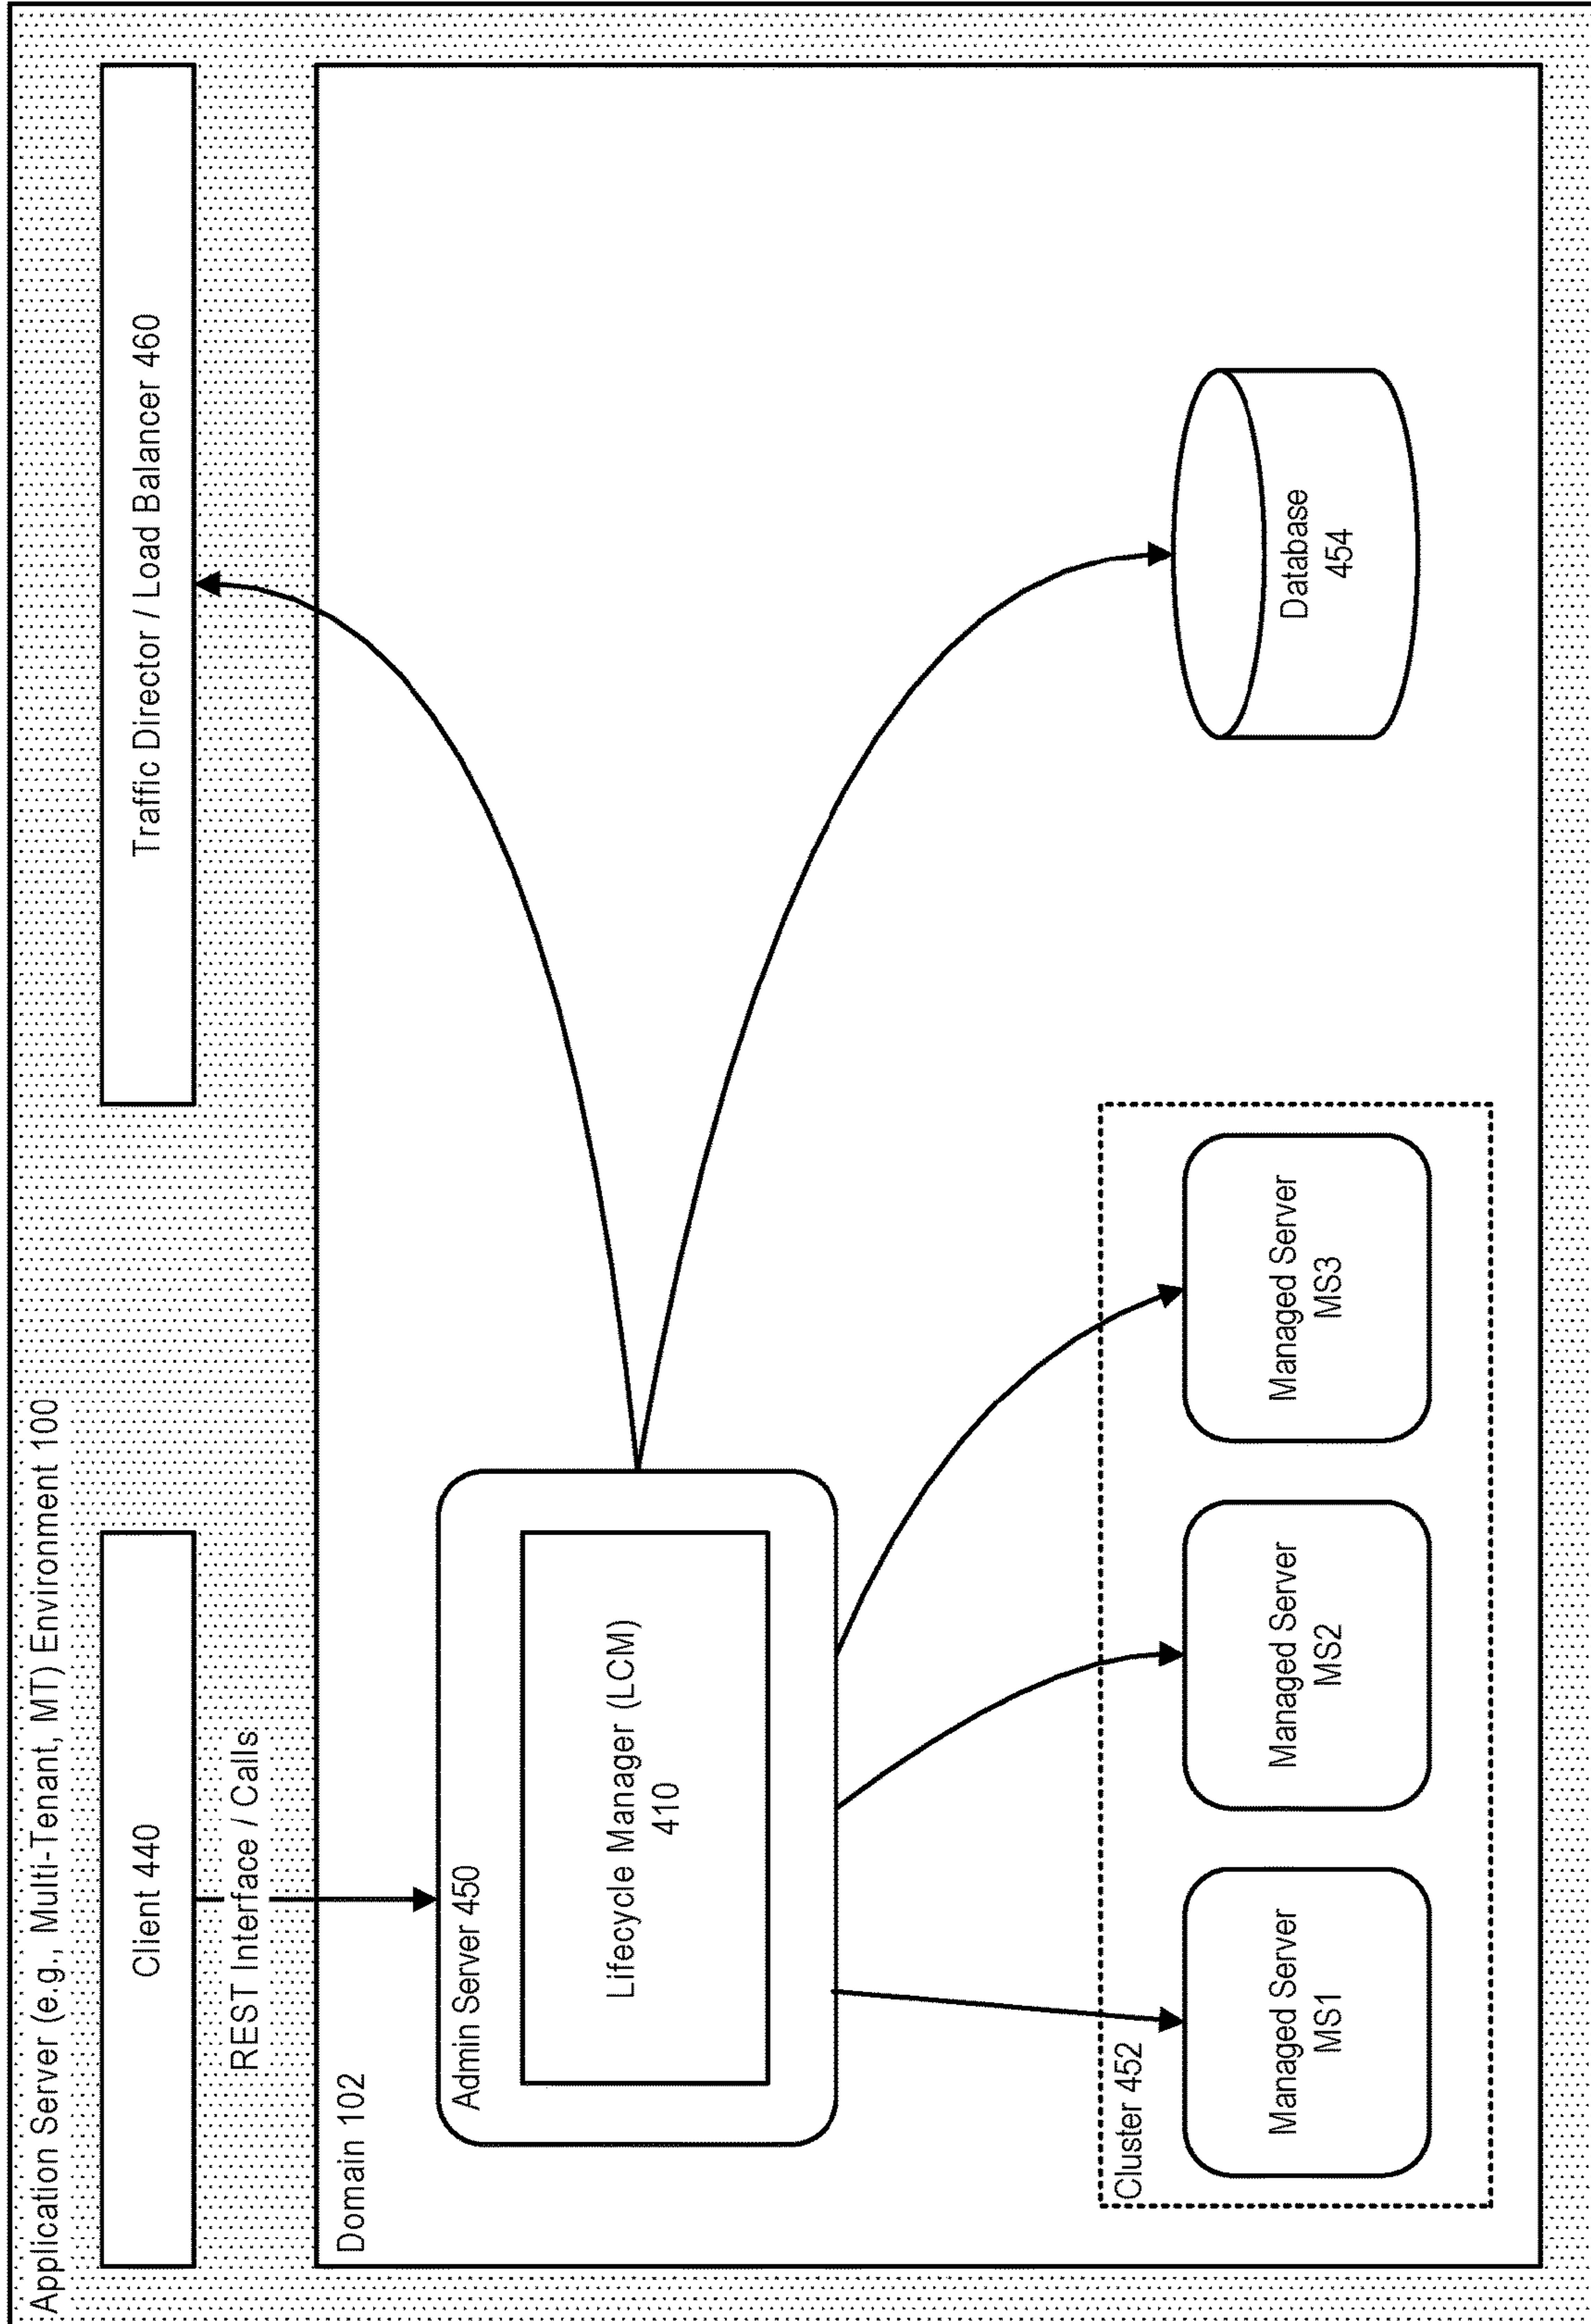 Application Server (e.g., Multi-Tenant, MT) Environment 100
Client 440
Traffic Director / Load Balancer 460
REST Interface / Calls
Domain 102
Admin Server 450
Lifecycle Manager (LCM)
410
Cluster 452
Managed Server
MS1
Managed Server
MS2
Managed Server
MS3
Database
454